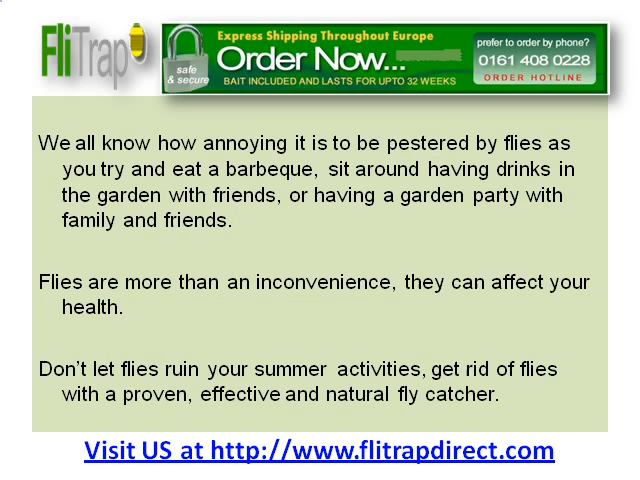 FliTrap
safe
& secure
Express Shipping Throughout Europe
Order Now...
BAIT INCLUDED AND LASTS FOR UPTO 32 WEEKS
prefer to order by phone?
0161 408 0228
ORDER HOTLINE
We all know how annoying it is to be pestered by flies as
you try and eat a barbeque, sit around having drinks in
the garden with friends, or having a garden party with
family and friends.
Flies are more than an inconvenience, they can affect your
health.
Don't let flies ruin your summer activities, get rid of flies
with a proven, effective and natural fly catcher.
Visit US at http://www.flitrapdirect.com